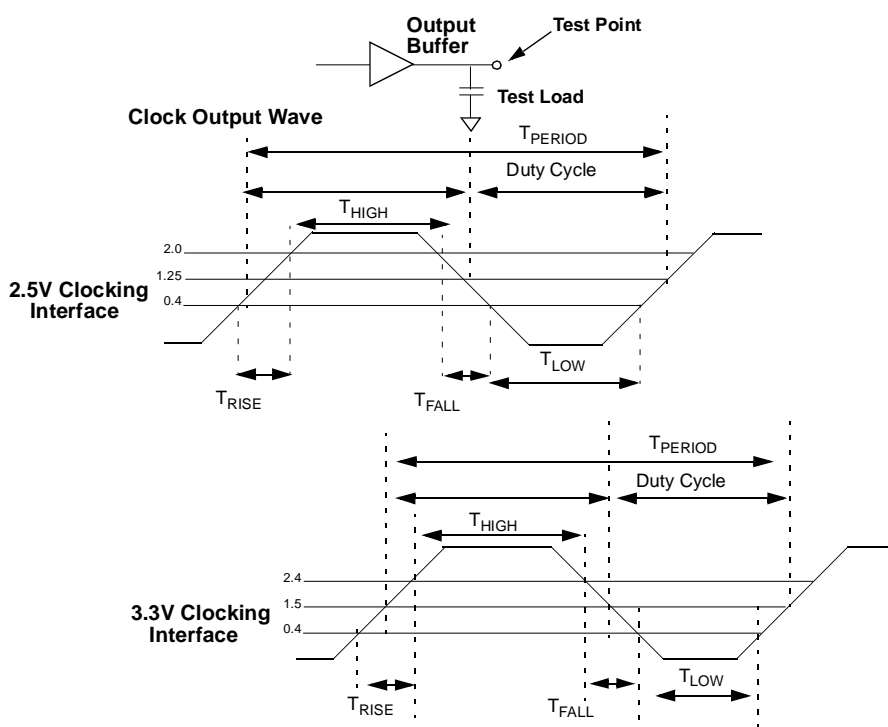 Output
Buffer
Test Point
Test Load
Clock Output Wave
TPERIOD
Duty Cycle
THIGH
2.0
1.25
0.4
2.5V Clocking
Interface
TLOW
TRISE
TFALL
TPERIOD
Duty Cycle
THIGH
2.4
1.5
0.4
3.3V Clocking
Interface
TLOW
TRISE
TFALL